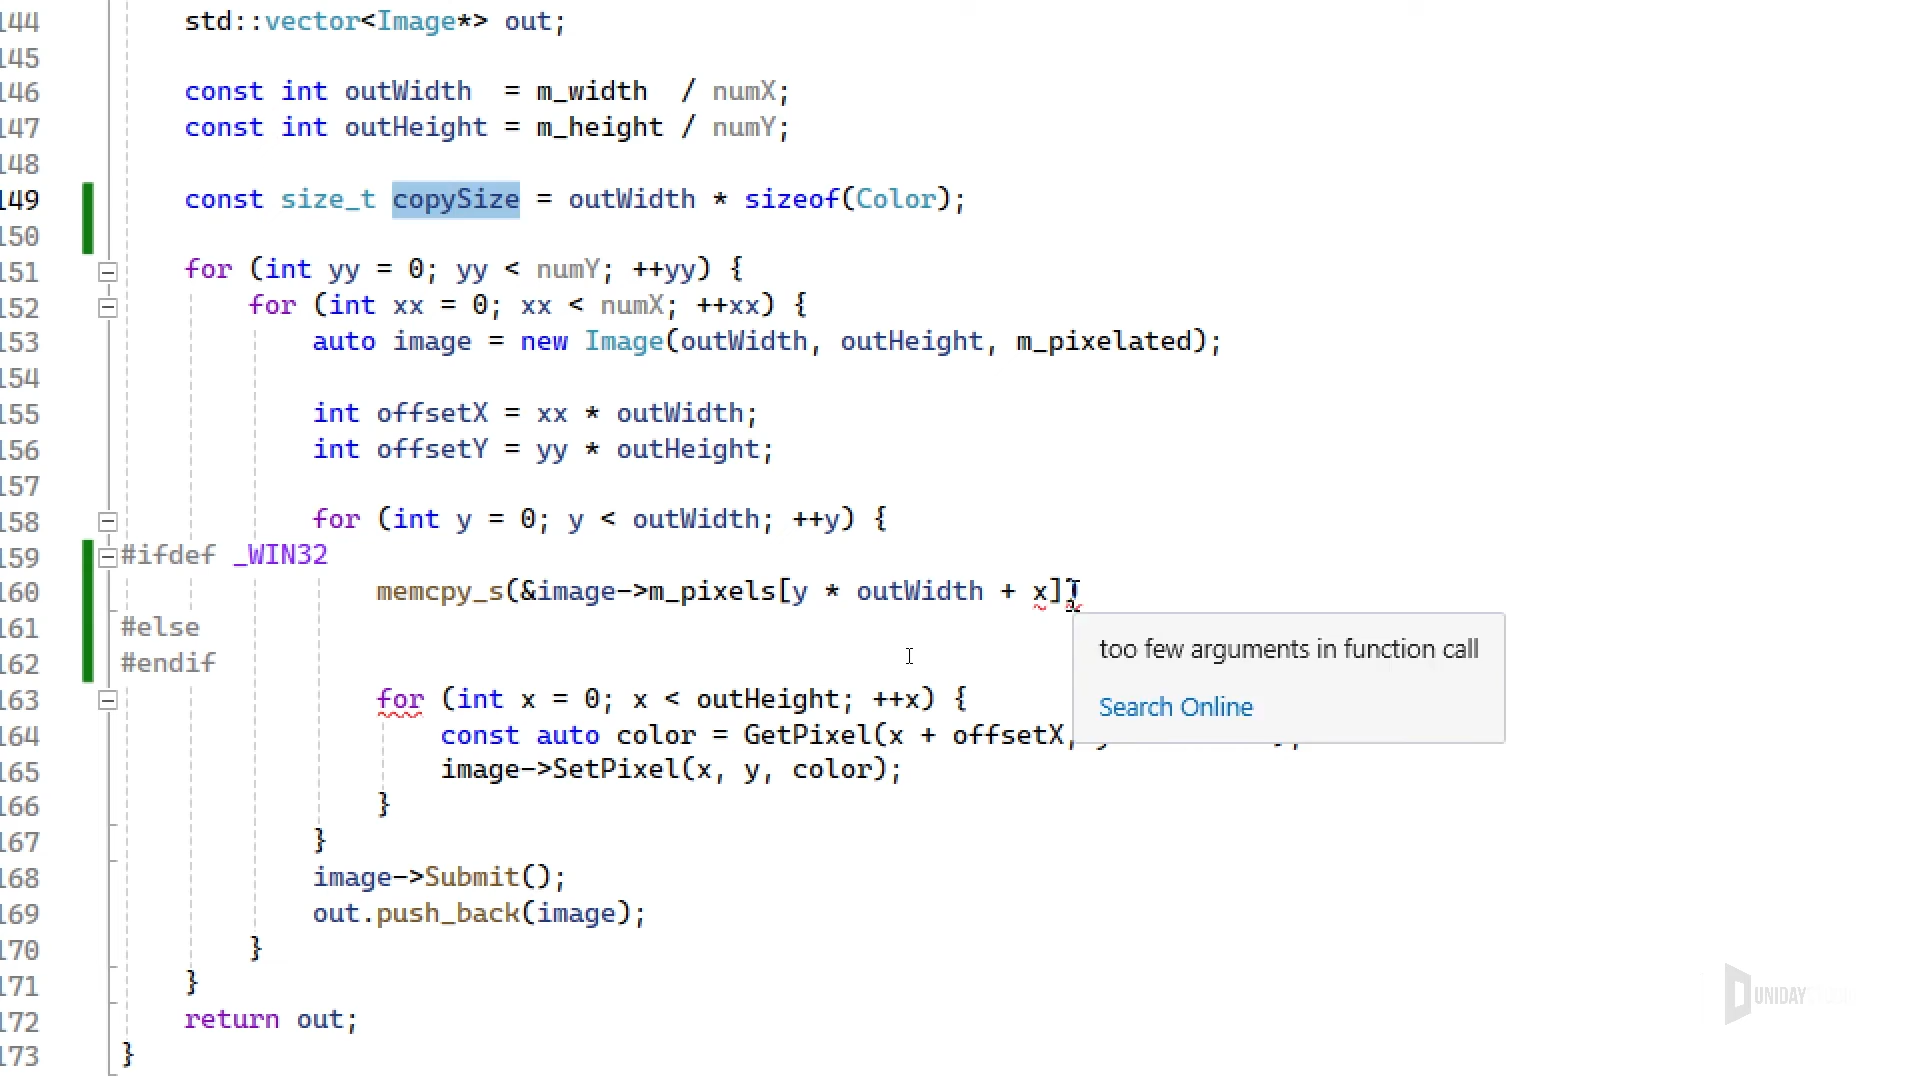 144 std::vector<Image*> out;
145
146 const int outWidth  = m_width  / numX;
147 const int outHeight = m_height / numY;
148
149 const size_t copySize = outWidth * sizeof(Color);
150
151 for (int yy = 0; yy < numY; ++yy) {
152 for (int xx = 0; xx < numX; ++xx) {
153 auto image = new Image(outWidth, outHeight, m_pixelated);
154
155 int offsetX = xx * outWidth;
156 int offsetY = yy * outHeight;
157
158 for (int y = 0; y < outWidth; ++y) {
159 #ifdef _WIN32
160 memcpy_s(&image->m_pixels[y * outWidth + x])
161 #else
too few arguments in function call
162 #endif
Search Online
163 for (int x = 0; x < outHeight; ++x) {
164 const auto color = GetPixel(x + offsetX,
165 image->SetPixel(x, y, color);
166 }
167 }
168 image->Submit();
169 out.push_back(image);
170 }
171 }
172 return out;
173 }
UNIDAY